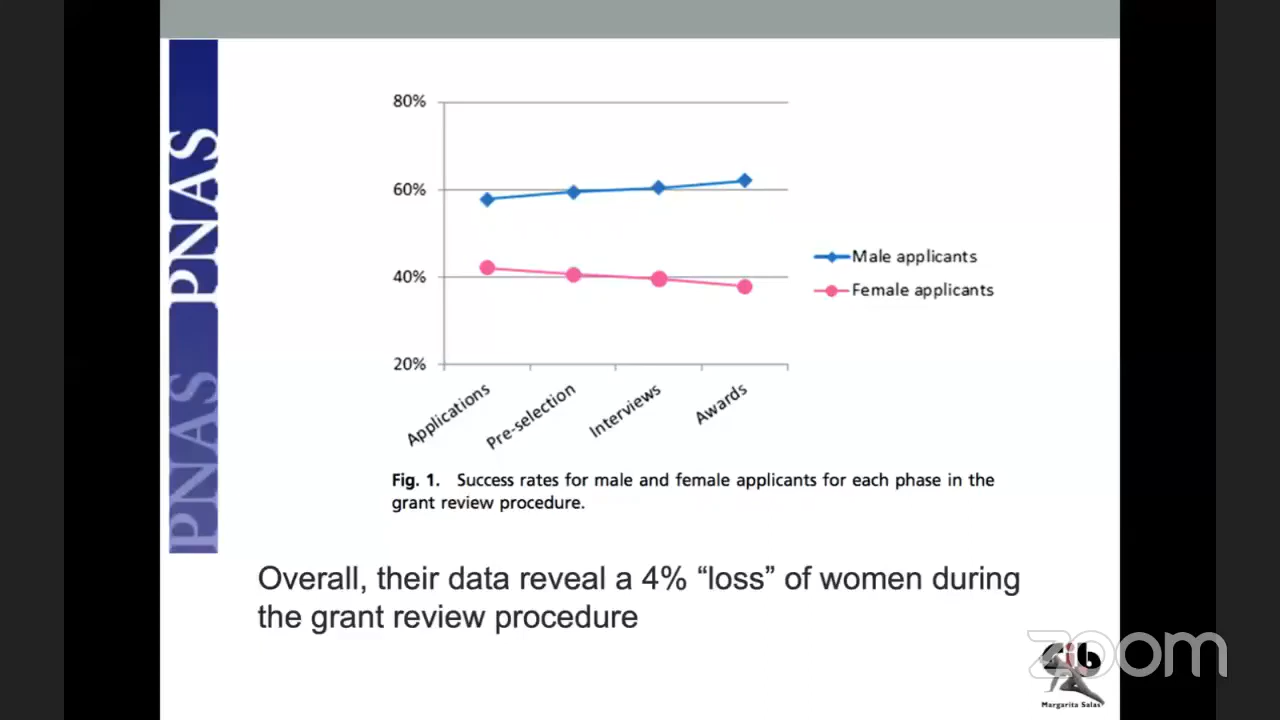 PNAS
PNAS
PNAS
80%
60%
40%
20%
Applications
Pre-selection
Interviews
Awards
Male applicants
Female applicants
Fig. 1. Success rates for male and female applicants for each phase in the
grant review procedure.
Overall, their data reveal a 4% “loss” of women during
the grant review procedure
zoom
cib
Margarita Salas